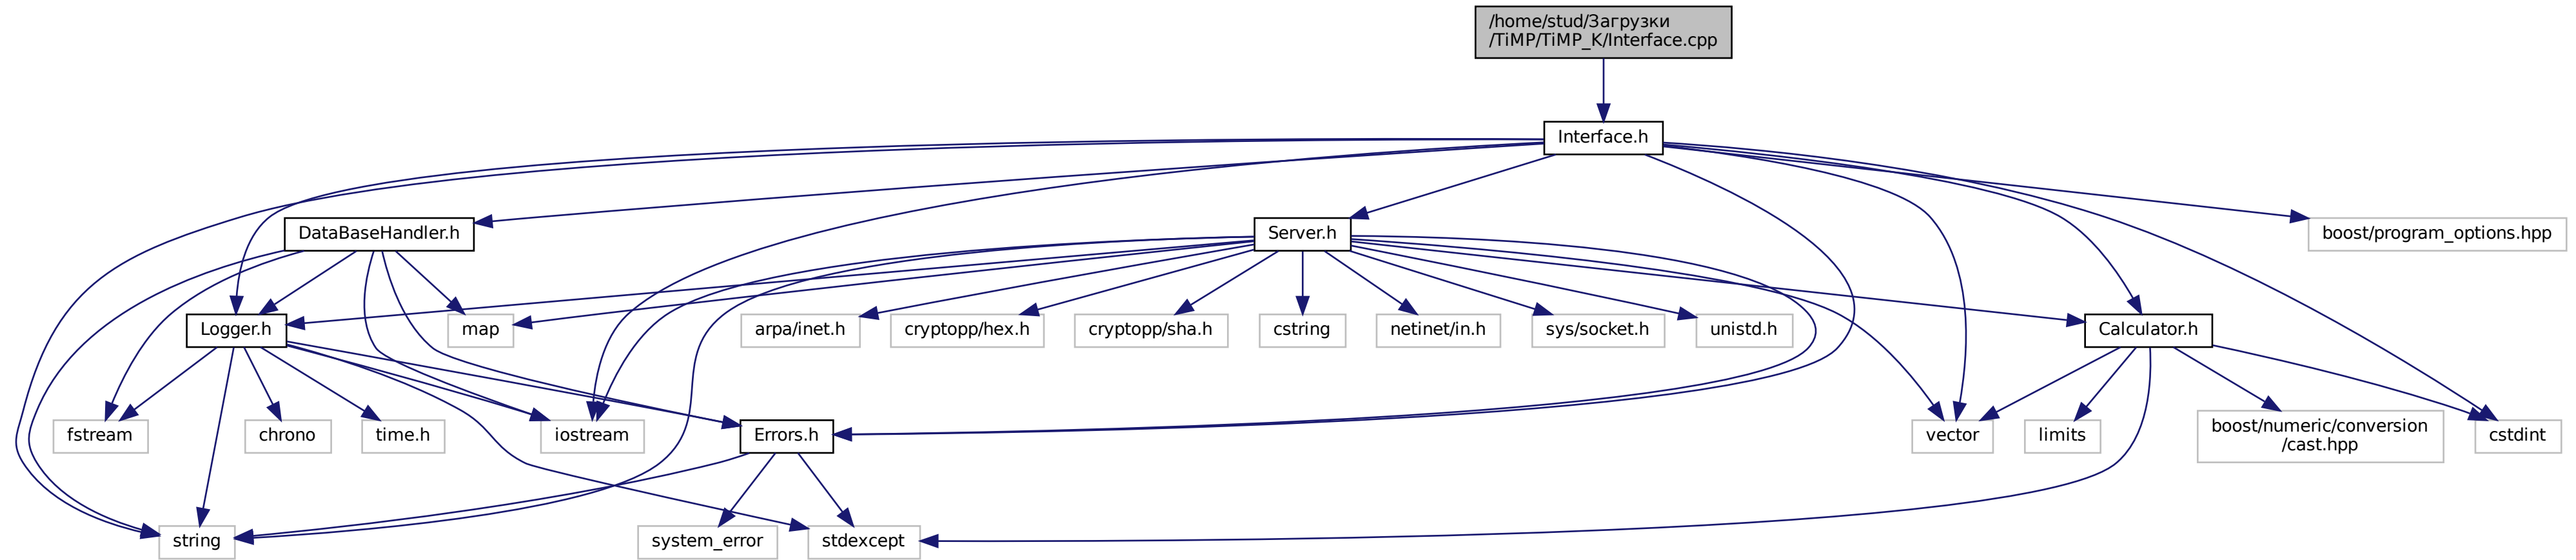 /home/stud/Загрузки
/TiMP/TiMP_K/Interface.cpp
Interface.h
DataBaseHandler.h
Server.h
boost/program_options.hpp
Logger.h
map
arpa/inet.h
cryptopp/hex.h
cryptopp/sha.h
cstring
netinet/in.h
sys/socket.h
unistd.h
Calculator.h
fstream
chrono
time.h
iostream
Errors.h
vector
limits
boost/numeric/conversion
/cast.hpp
cstdint
string
system_error
stdexcept